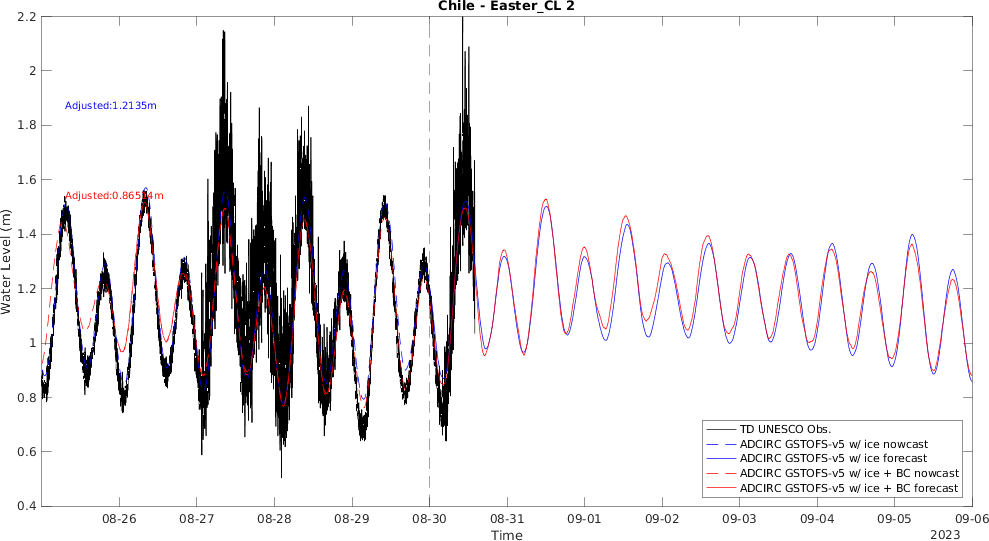 Chile - Easter_CL 2
2.2
2
1.8
1.6
1.4
1.2
1
0.8
0.6
0.4
Water Level (m)
Adjusted:1.2135m
TD UNESCO Obs.
ADCIRC GSTOFS-v5 w/ ice nowcast
ADCIRC GSTOFS-v5 w/ ice forecast
ADCIRC GSTOFS-v5 w/ ice + BC nowcast
ADCIRC GSTOFS-v5 w/ ice + BC forecast
08-26 08-27 08-28 08-29 08-30 08-31 09-01 09-02 09-03 09-04 09-05 09-06
Time
2023